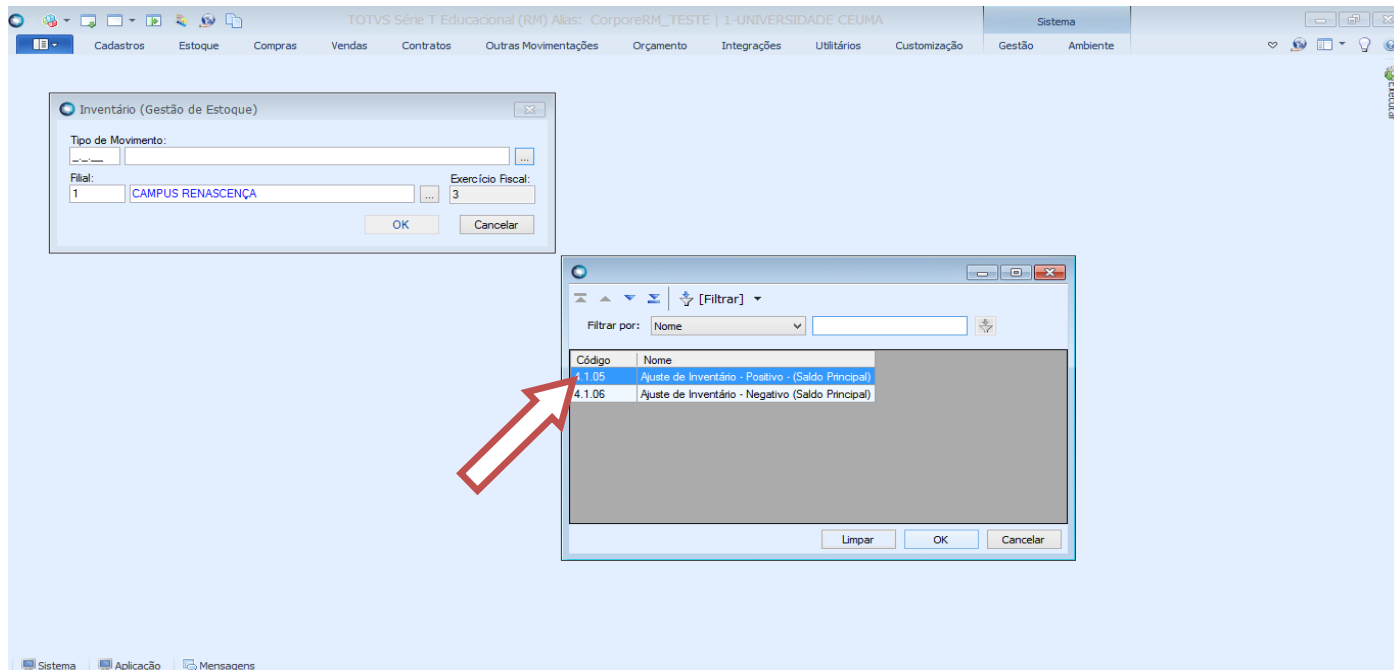 TOTVS Série T Educacional (RM) Alias: CorporeRM_TESTE | 1-UNIVERSIDADE CEUMA
Sistema
Cadastros Estoque Compras Vendas Contratos Outras Movimentações Orçamento Integrações Utilitários Customização Gestão Ambiente
Executar
Inventário (Gestão de Estoque)
Tipo de Movimento:
_._.__
...
Filial: Exercício Fiscal:
1 CAMPUS RENASCENÇA ... 3
OK Cancelar
[Filtrar]
Filtrar por: Nome
Código Nome
4.1.05 Ajuste de Inventário - Positivo - (Saldo Principal)
4.1.06 Ajuste de Inventário - Negativo (Saldo Principal)
Limpar OK Cancelar
Sistema Aplicação Mensagens